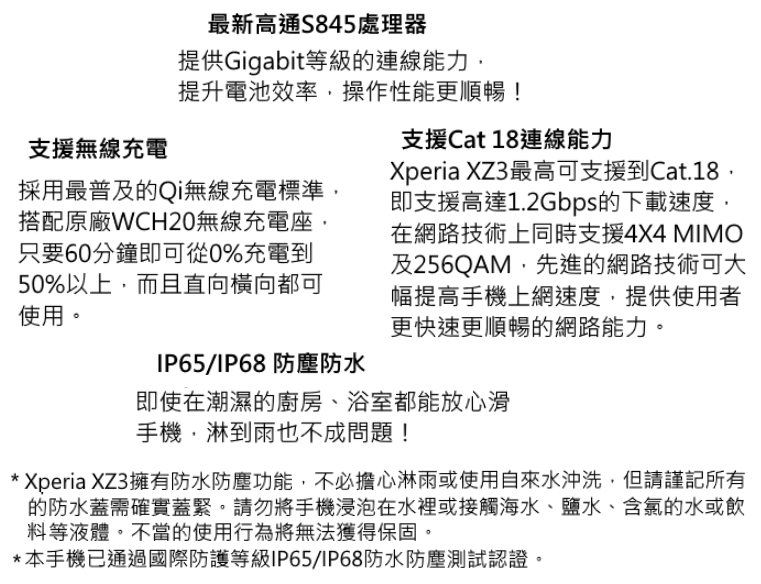 最新高通S845處理器
提供Gigabit等級的連線能力，
提升電池效率，操作性能更順暢！
支援無線充電
採用最普及的Qi無線充電標準，
搭配原廠WCH20無線充電座，
只要60分鐘即可從0%充電到
50%以上，而且直向橫向都可
使用。
支援Cat 18連線能力
Xperia XZ3最高可支援到Cat.18，
即支援高達1.2Gbps的下載速度，
在網路技術上同時支援4X4 MIMO
及256QAM，先進的網路技術可大
幅提高手機上網速度，提供使用者
更快速更順暢的網路能力。
IP65/IP68 防塵防水
即使在潮濕的廚房、浴室都能放心滑
手機，淋到雨也不成問題！
* Xperia XZ3擁有防水防塵功能，不必擔心淋雨或使用自來水沖洗，但請謹記所有
的防水蓋需確實蓋緊。請勿將手機浸泡在水裡或接觸海水、鹽水、含氯的水或飲
料等液體。不當的使用行為將無法獲得保固。
*本手機已通過國際防護等級IP65/IP68防水防塵測試認證。